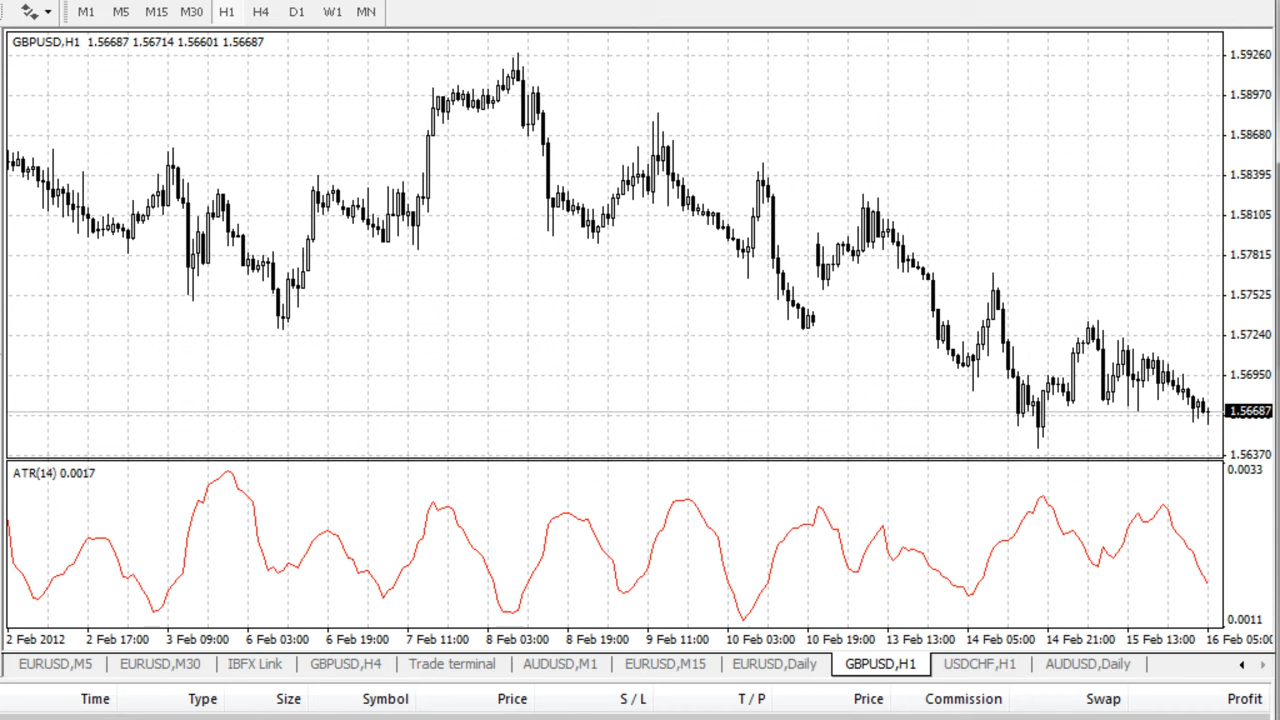 M1 M5 M15 M30 H1 H4 D1 W1 MN
GBPUSD,H1 1.56687 1.56714 1.56601 1.56687
1.59260
1.58970
1.58680
1.58395
1.58105
1.57815
1.57525
1.57240
1.56950
1.56687
1.56370
ATR(14) 0.0017
0.0033
0.0011
2 Feb 2012 2 Feb 17:00 3 Feb 09:00 6 Feb 03:00 6 Feb 19:00 7 Feb 11:00 8 Feb 03:00 8 Feb 19:00 9 Feb 11:00 10 Feb 03:00 10 Feb 19:00 13 Feb 13:00 14 Feb 05:00 14 Feb 21:00 15 Feb 13:00 16 Feb 05:00
EURUSD,M5 EURUSD,M30 IBFX Link GBPUSD,H4 Trade terminal AUDUSD,M1 EURUSD,M15 EURUSD,Daily GBPUSD,H1 USDCHF,H1 AUDUSD,Daily
Time Type Size Symbol Price S / L T / P Price Commission Swap Profit